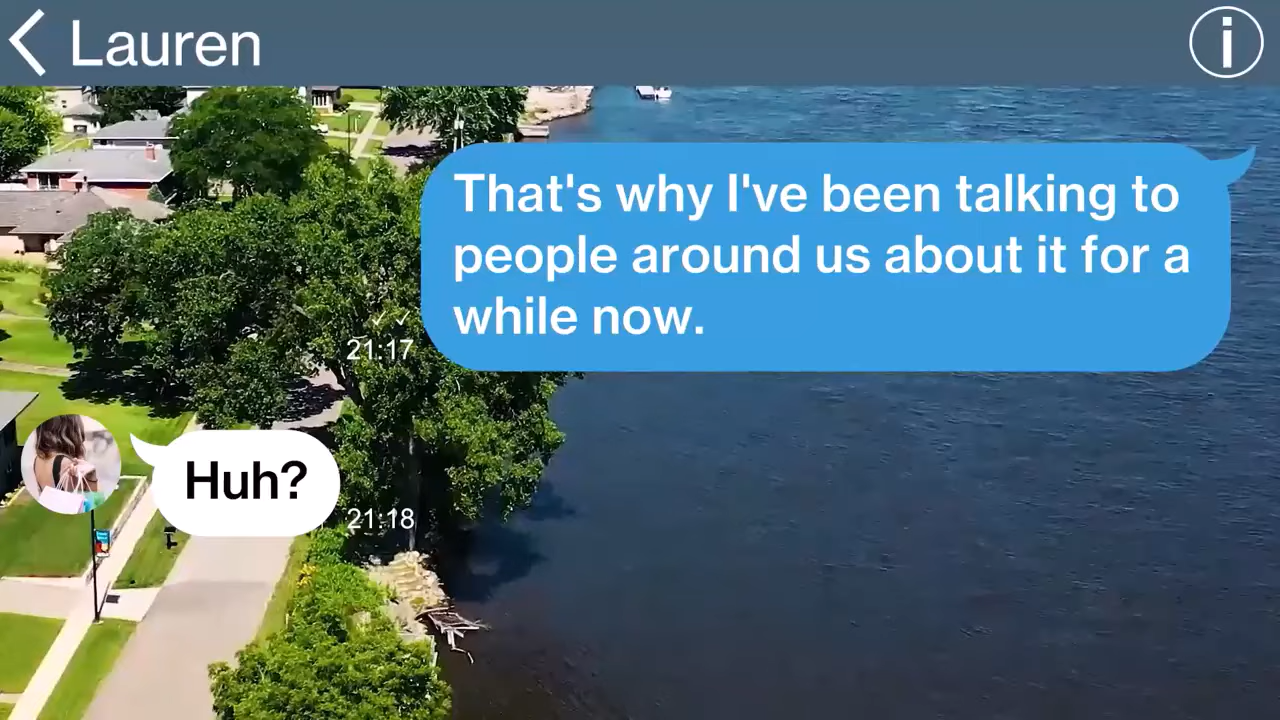 Lauren
That's why I've been talking to
people around us about it for a
while now.
21:17
Huh?
21:18